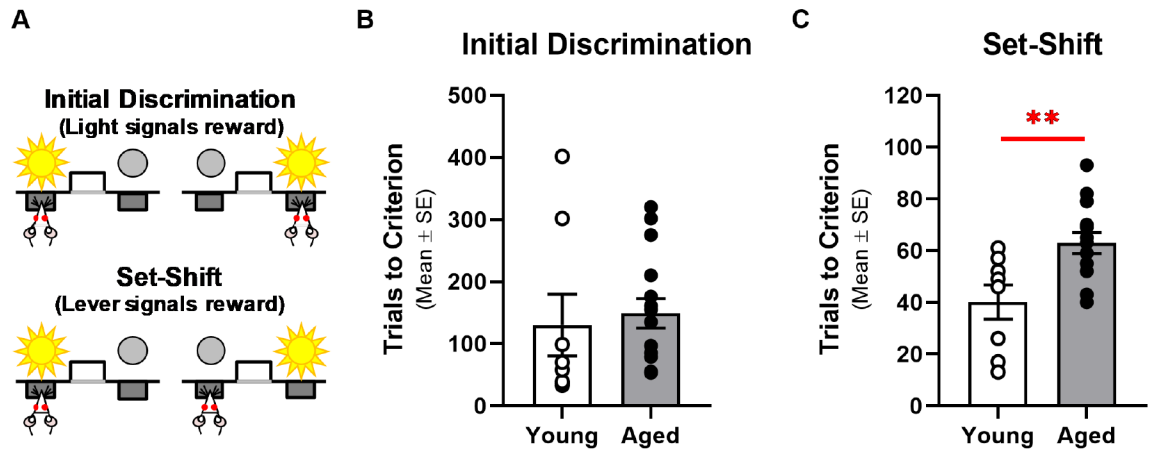 A
Initial Discrimination
(Light signals reward)
Set-Shift
(Lever signals reward)
B
Initial Discrimination
Trials to Criterion
(Mean ± SE)
500
400
300
200
100
0
Young Aged
C
Set-Shift
Trials to Criterion
(Mean ± SE)
120
100
80
60
40
20
0
**
Young Aged